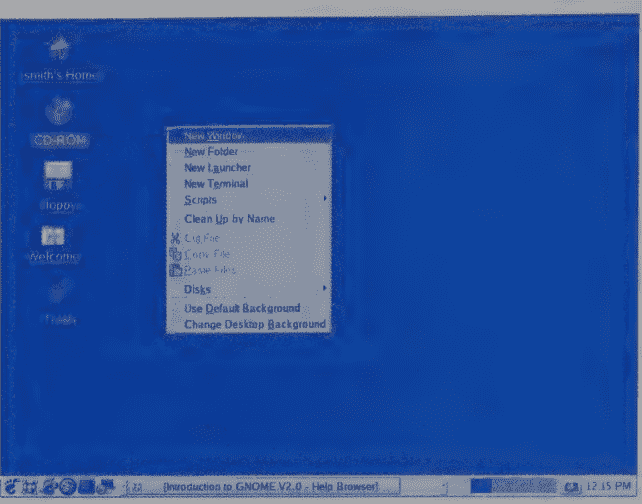 smith's Home
CD-ROM
Floppy
Welcome
Trash
New Window
New Folder
New Launcher
New Terminal
Scripts
Clean Up by Name
Cut File
Copy File
Paste Files
Disks
Use Default Background
Change Desktop Background
[Introduction to GNOME V2.0 - Help Browser]
12:15 PM